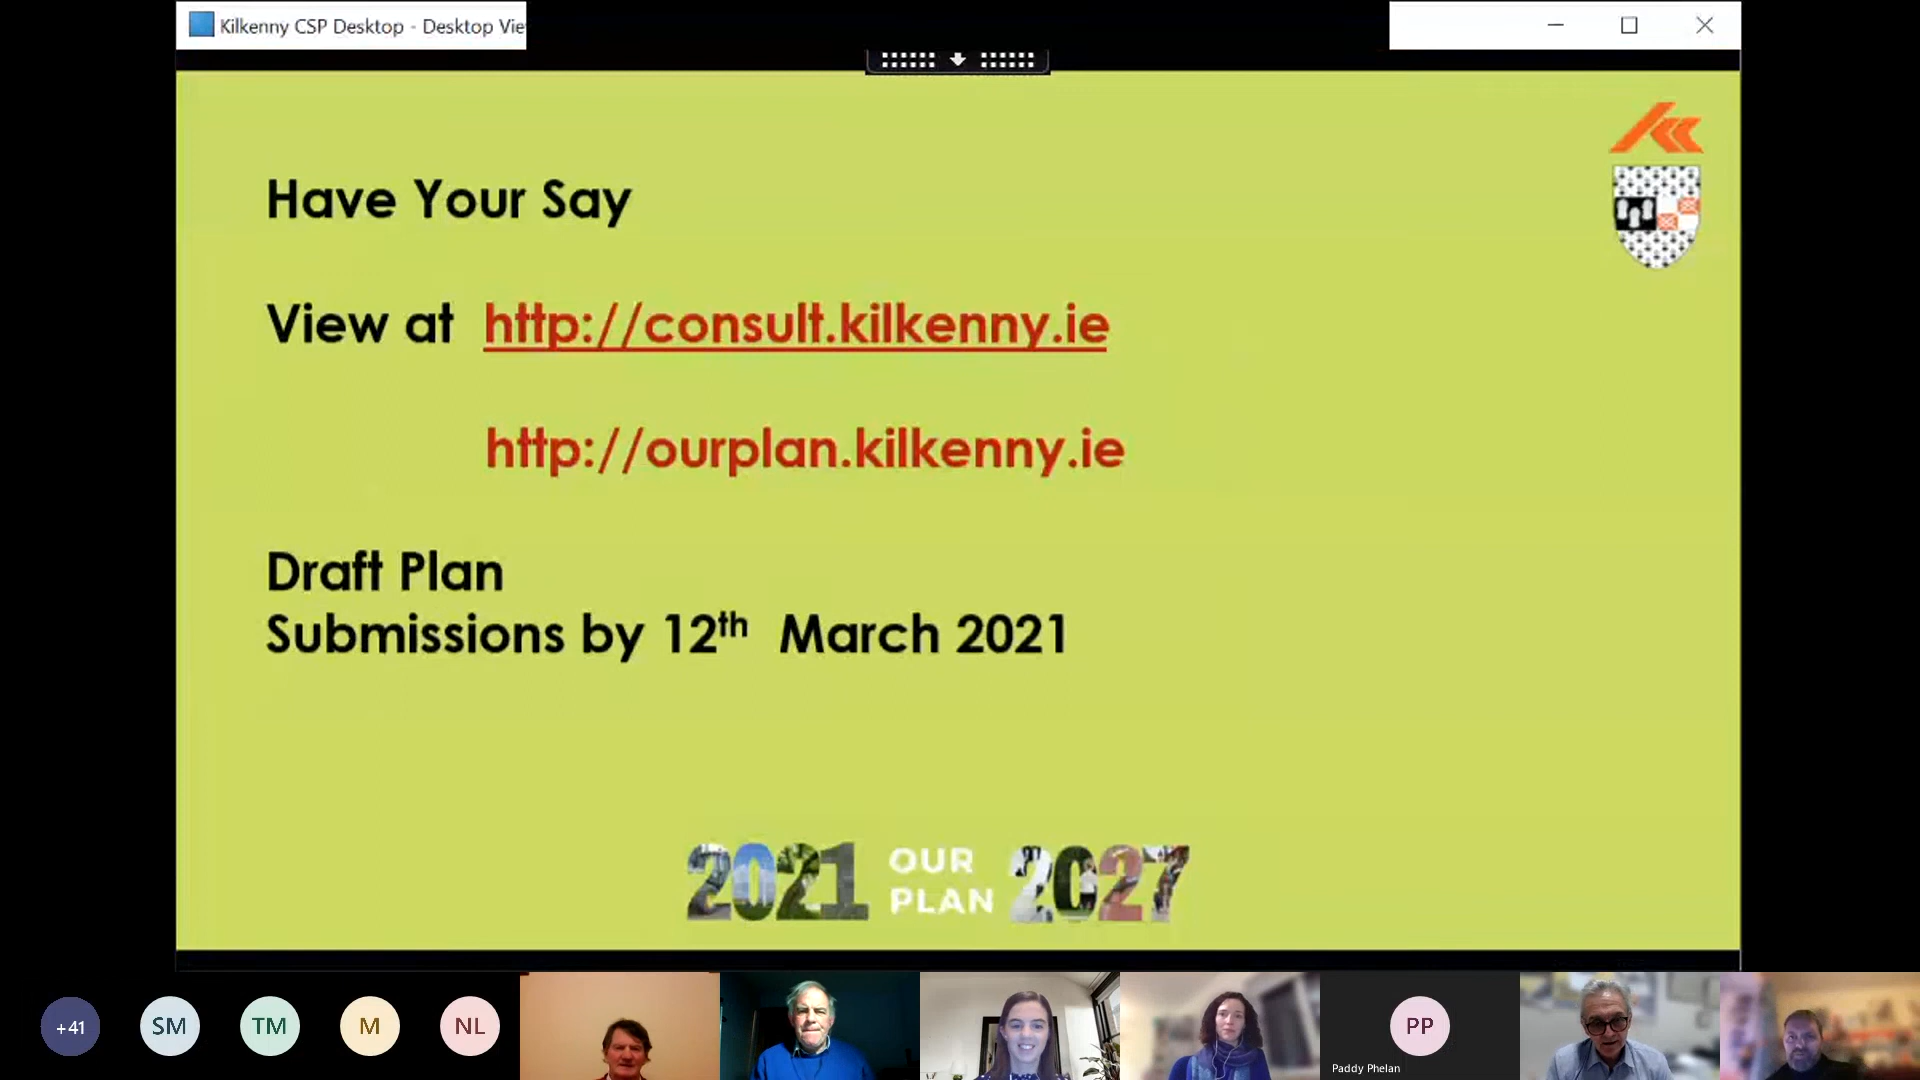 Kilkenny CSP Desktop - Desktop Vie
Have Your Say
View at http://consult.kilkenny.ie
http://ourplan.kilkenny.ie
Draft Plan
Submissions by 12th March 2021
2021 OUR PLAN 2027
+41
SM
TM
M
NL
PP
Paddy Phelan